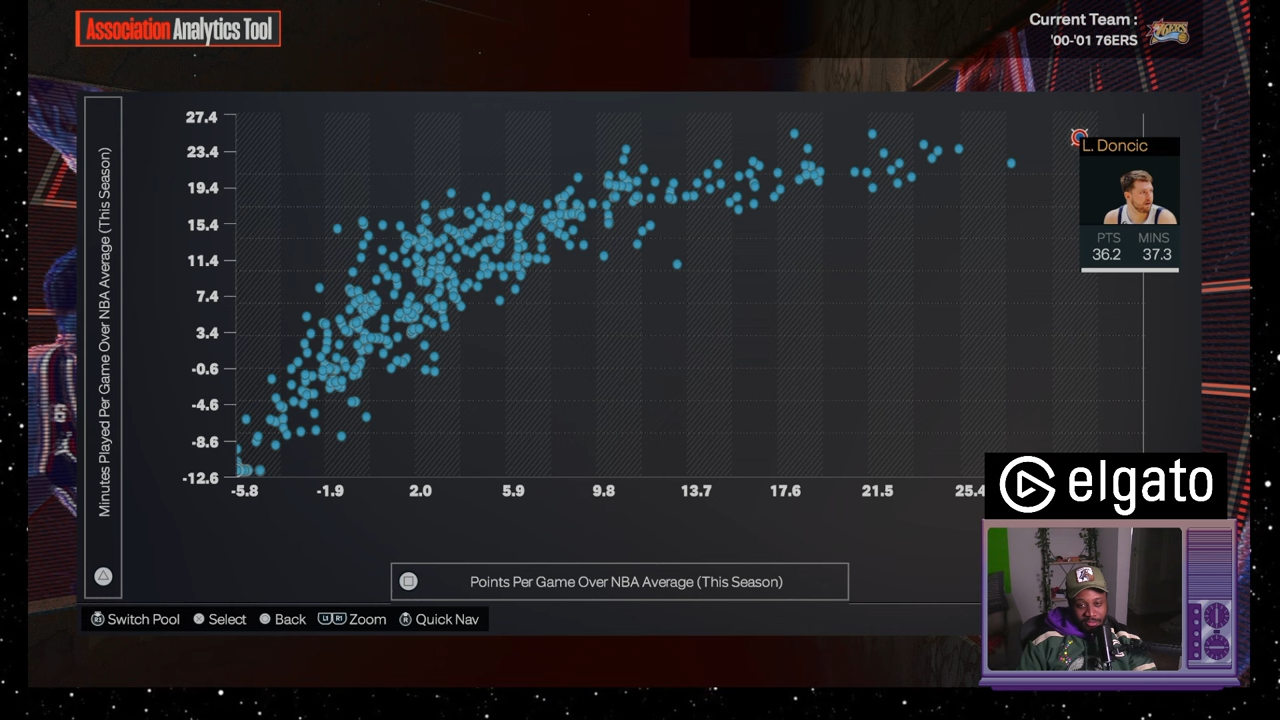 Association Analytics Tool
Current Team :
'00-'01 76ERS
Minutes Played Per Game Over NBA Average (This Season)
27.4
23.4
19.4
15.4
11.4
7.4
3.4
-0.6
-4.6
-8.6
-12.6
-5.8 -1.9 2.0 5.9 9.8 13.7 17.6 21.5 25.4
L. Doncic
PTS MINS
36.2 37.3
elgato
Points Per Game Over NBA Average (This Season)
R3 Switch Pool Select Back L1 R1 Zoom R Quick Nav